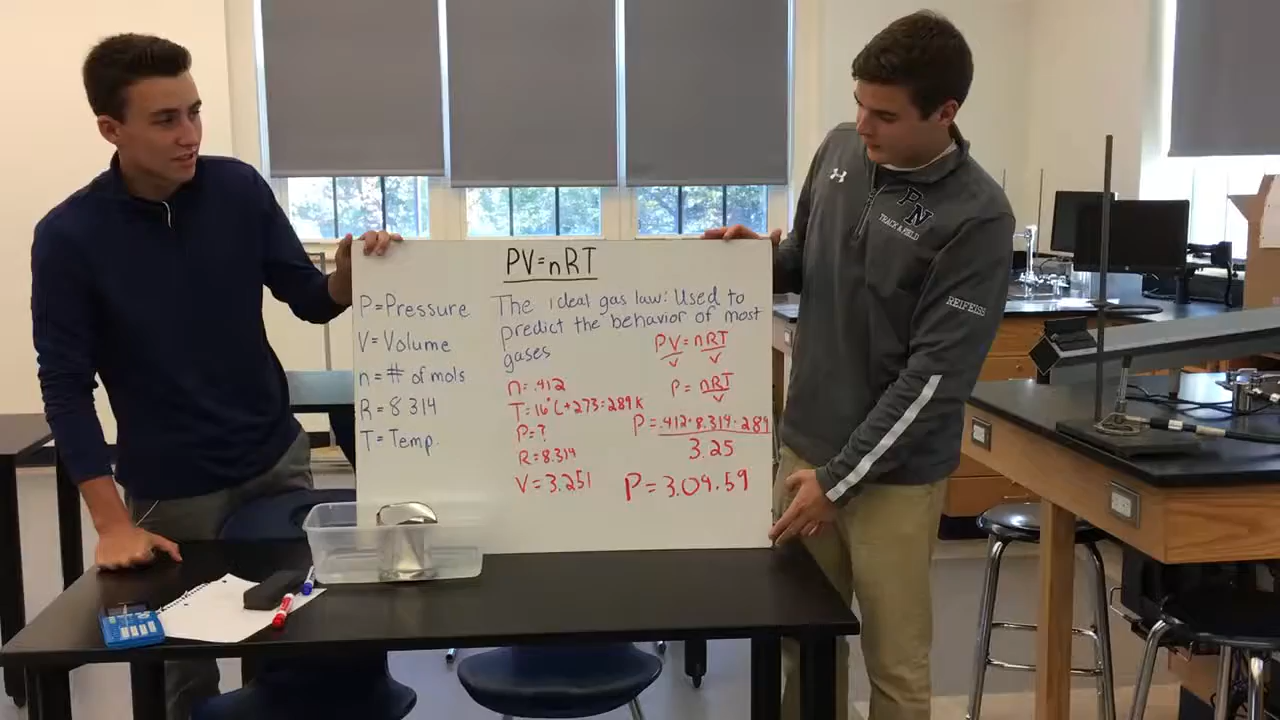 PV=nRT
P=Pressure
V=Volume
n=# of mols
R=8 314
T=Temp.
The ideal gas law: Used to
predict the behavior of most
gases
n=.412
T=16°C+273=289K
P=?
R=8.314
V=3.25l
PV=nRT
V V
P=nRT
V
P=.412•8.314•289
3.25
P=3.04.59
PN
TRACK & FIELD
REIFEISS